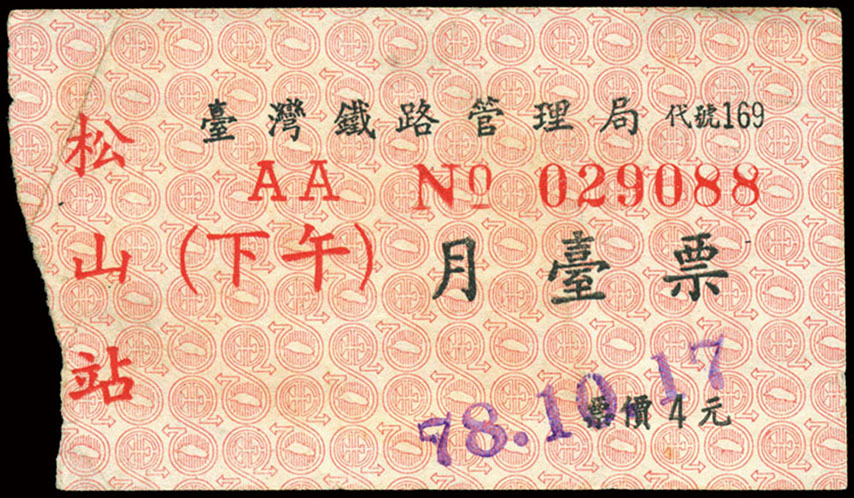 臺灣鐵路管理局 代號169
AA № 029088
松山站
(下午)
月臺票
78.10.17
票價4元